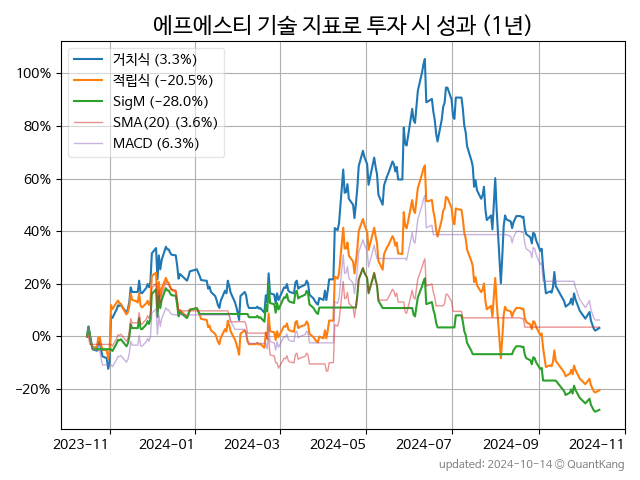 에프에스티 기술 지표로 투자 시 성과 (1년)
거치식 (3.3%)
적립식 (−20.5%)
SigM (−28.0%)
SMA(20) (3.6%)
MACD (6.3%)
100%
80%
60%
40%
20%
0%
−20%
2023-11 2024-01 2024-03 2024-05 2024-07 2024-09 2024-11
updated: 2024-10-14 © QuantKang